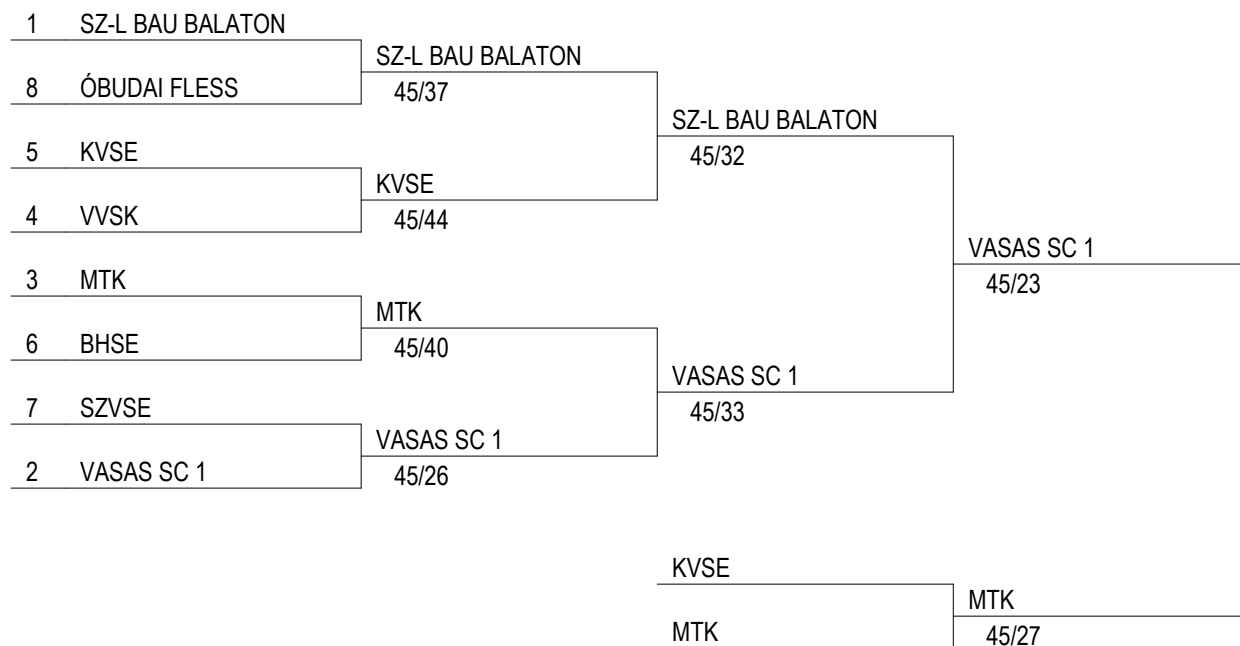 1 SZ-L BAU BALATON
SZ-L BAU BALATON
8 ÓBUDAI FLESS
45/37
SZ-L BAU BALATON
5 KVSE
45/32
KVSE
4 VVSK
45/44
VASAS SC 1
3 MTK
45/23
MTK
6 BHSE
45/40
VASAS SC 1
7 SZVSE
45/33
VASAS SC 1
2 VASAS SC 1
45/26
KVSE
MTK
MTK
45/27